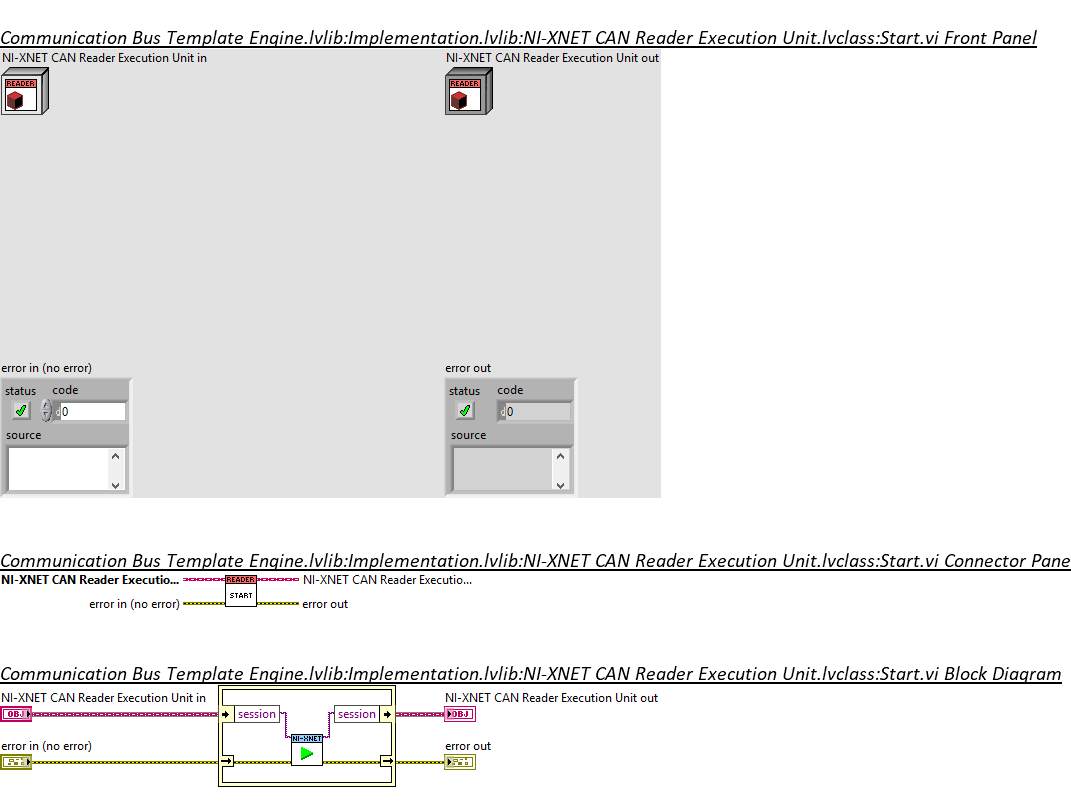 Communication Bus Template Engine.lvlib:Implementation.lvlib:NI-XNET CAN Reader Execution Unit.lvclass:Start.vi Front Panel
NI-XNET CAN Reader Execution Unit in
NI-XNET CAN Reader Execution Unit out
READER
READER
error in (no error)
error out
status code
status code
d 0
d 0
source
source
Communication Bus Template Engine.lvlib:Implementation.lvlib:NI-XNET CAN Reader Execution Unit.lvclass:Start.vi Connector Pane
NI-XNET CAN Reader Executio...
READER
NI-XNET CAN Reader Executio...
START
error in (no error)
error out
Communication Bus Template Engine.lvlib:Implementation.lvlib:NI-XNET CAN Reader Execution Unit.lvclass:Start.vi Block Diagram
NI-XNET CAN Reader Execution Unit in
NI-XNET CAN Reader Execution Unit out
OBJ
session
session
OBJ
NI-XNET
error in (no error)
error out